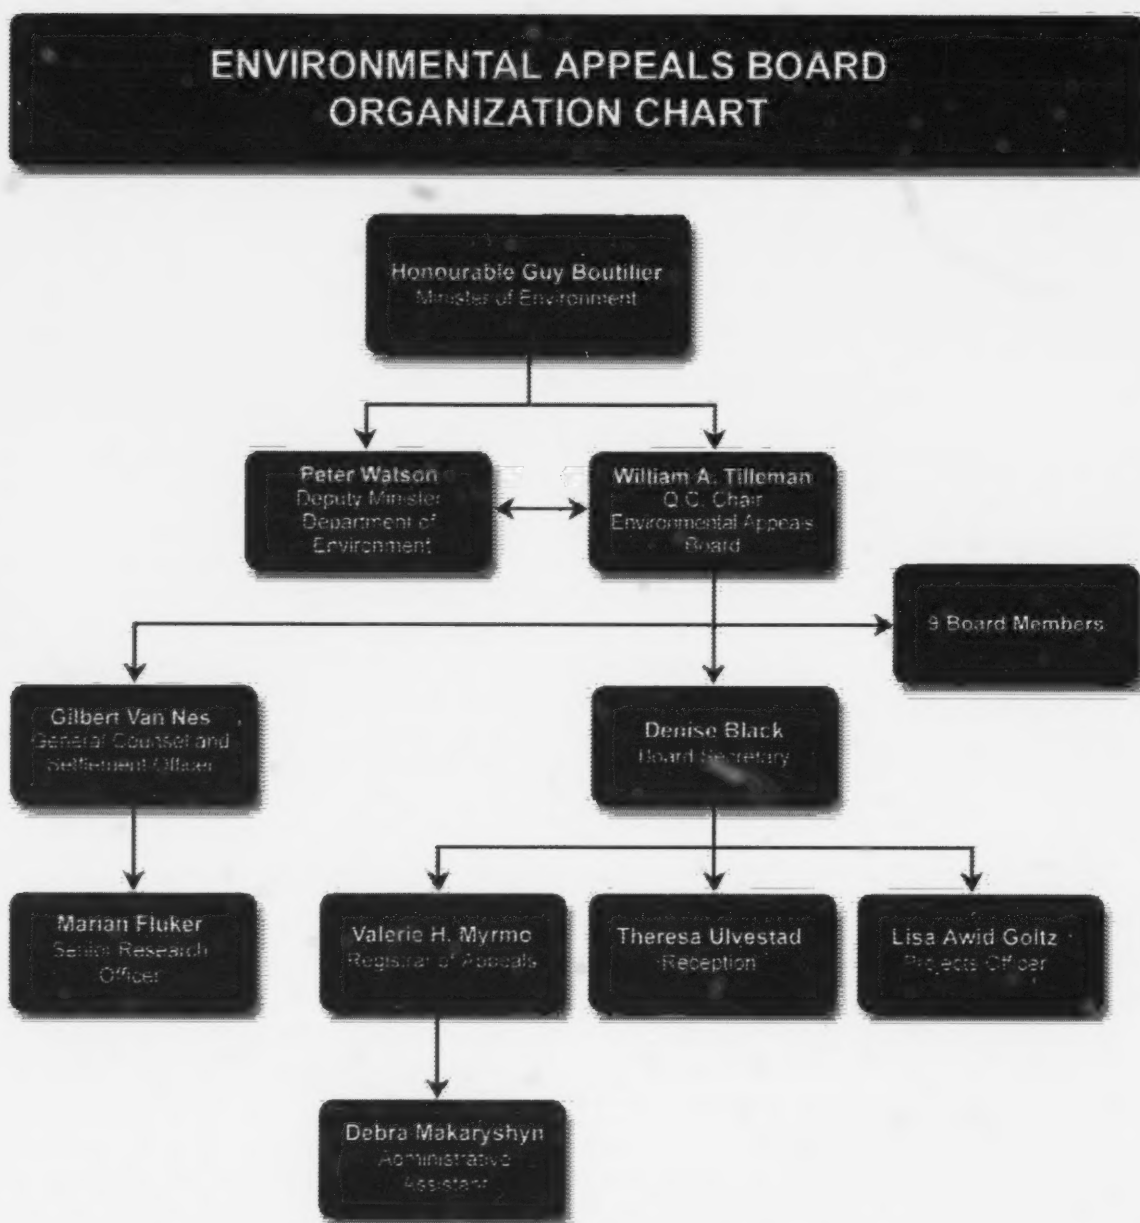 ENVIRONMENTAL APPEALS BOARD
ORGANIZATION CHART
Honourable Guy Boutilier
Minister of Environment
Peter Watson
Deputy Minister
Department of
Environment
William A. Tilleman
Q.C. Chair
Environmental Appeals
Board
9 Board Members
Gilbert Van Nes
General Counsel and
Settlement Officer
Denise Black
Board Secretary
Marian Fluker
Senior Research
Officer
Valerie H. Myrmo
Registrar of Appeals
Theresa Ulvestad
Reception
Lisa Awid Goltz
Projects Officer
Debra Makaryshyn
Administrative
Assistant